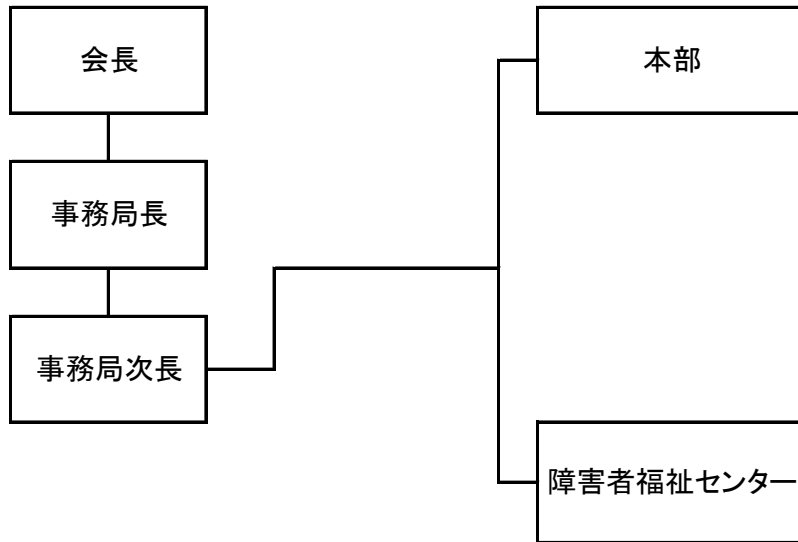 会長
本部
事務局長
事務局次長
障害者福祉センター